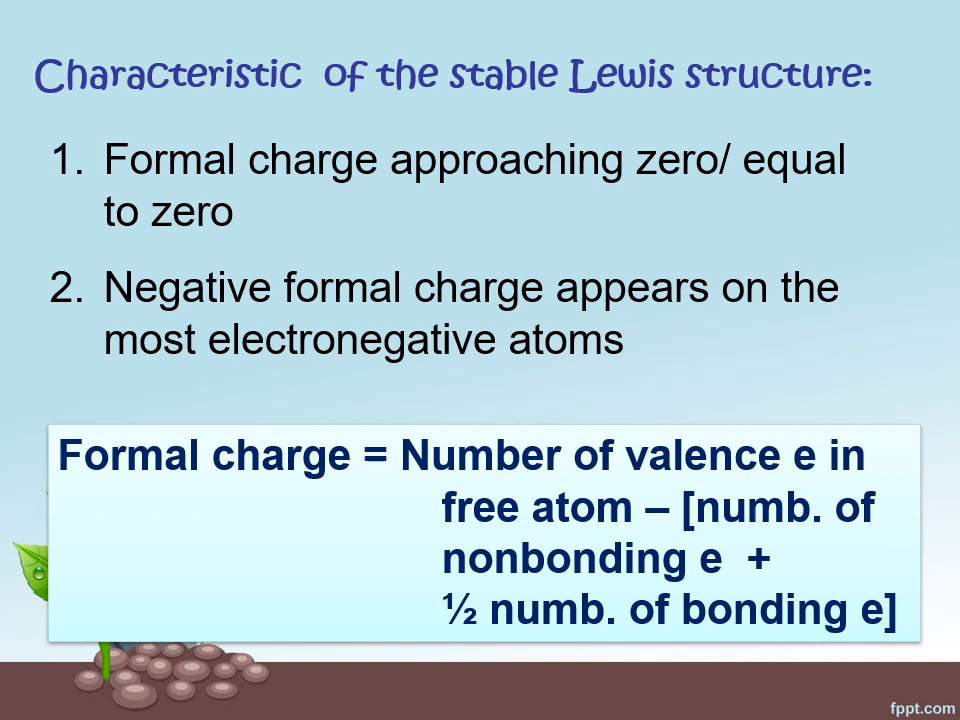 Characteristic of the stable Lewis structure:
1. Formal charge approaching zero/ equal
to zero
2. Negative formal charge appears on the
most electronegative atoms
Formal charge = Number of valence e in
free atom – [numb. of
nonbonding e +
½ numb. of bonding e]
fppt.com